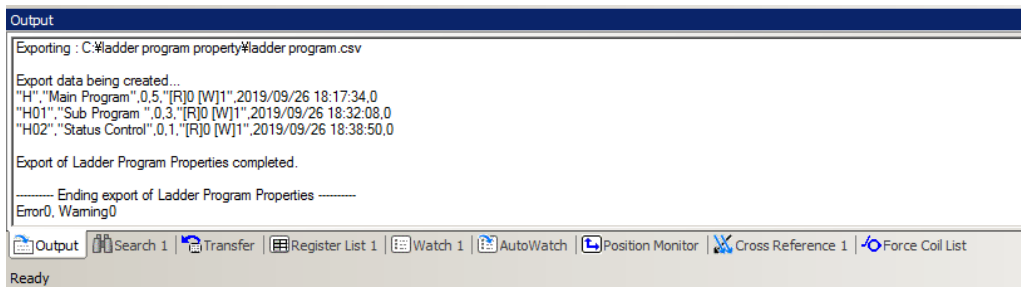 Output
Exporting : C:¥ladder program property¥ladder program.csv
Export data being created...
"H","Main Program",0,5,"[R]0 [W]1",2019/09/26 18:17:34,0
"H01","Sub Program ",0,3,"[R]0 [W]1",2019/09/26 18:32:08,0
"H02","Status Control",0,1,"[R]0 [W]1",2019/09/26 18:38:50,0
Export of Ladder Program Properties completed.
---------- Ending export of Ladder Program Properties ----------
Error0, Warning0
Output Search 1 Transfer Register List 1 Watch 1 AutoWatch Position Monitor Cross Reference 1 Force Coil List
Ready